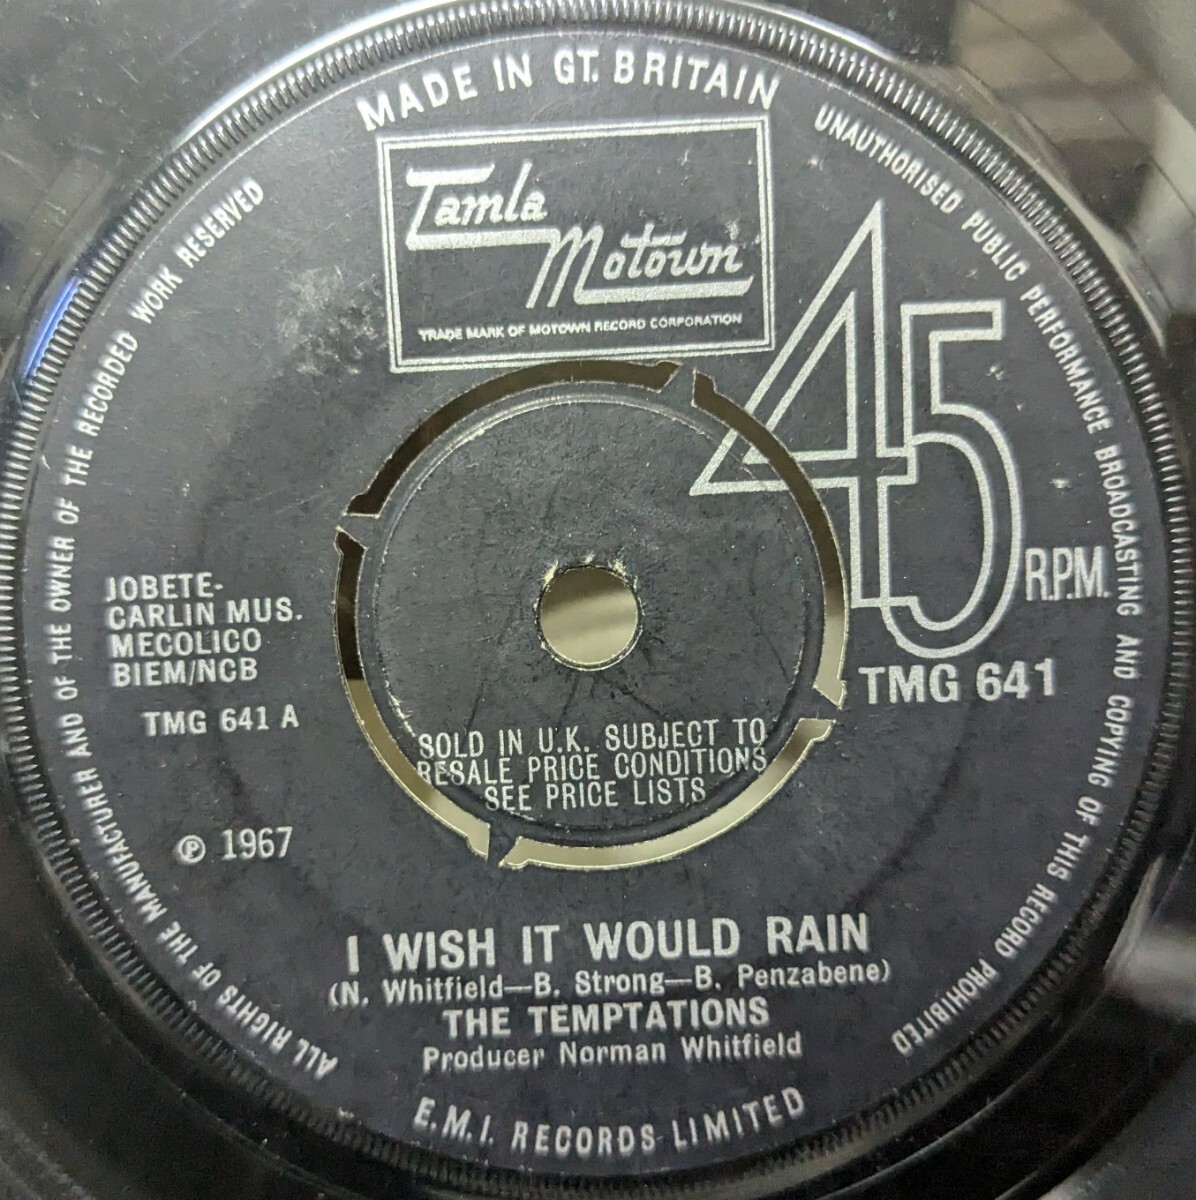 MADE IN GT. BRITAIN
Tamla
Motown
TRADE MARK OF MOTOWN RECORD CORPORATION
45
R.P.M.
TMG 641
JOBETE-
CARLIN MUS.
MECOLICO
BIEM/NCB
TMG 641 A
℗ 1967
SOLD IN U.K. SUBJECT TO
RESALE PRICE CONDITIONS
SEE PRICE LISTS
I WISH IT WOULD RAIN
(N. Whitfield—B. Strong—B. Penzabene)
THE TEMPTATIONS
Producer Norman Whitfield
E.M.I. RECORDS LIMITED
ALL RIGHTS OF THE MANUFACTURER AND OF THE OWNER OF THE RECORDED WORK RESERVED
UNAUTHORISED PUBLIC PERFORMANCE BROADCASTING AND COPYING OF THIS RECORD PROHIBITED